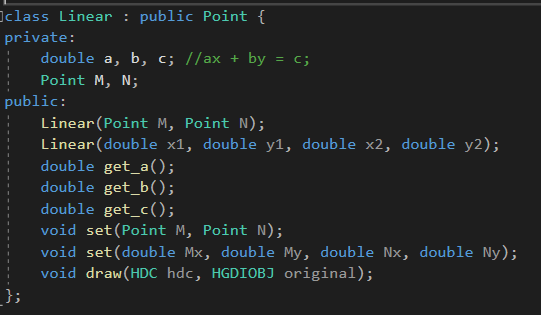 class Linear : public Point {
private:
    double a, b, c; //ax + by = c;
    Point M, N;
public:
    Linear(Point M, Point N);
    Linear(double x1, double y1, double x2, double y2);
    double get_a();
    double get_b();
    double get_c();
    void set(Point M, Point N);
    void set(double Mx, double My, double Nx, double Ny);
    void draw(HDC hdc, HGDIOBJ original);
};